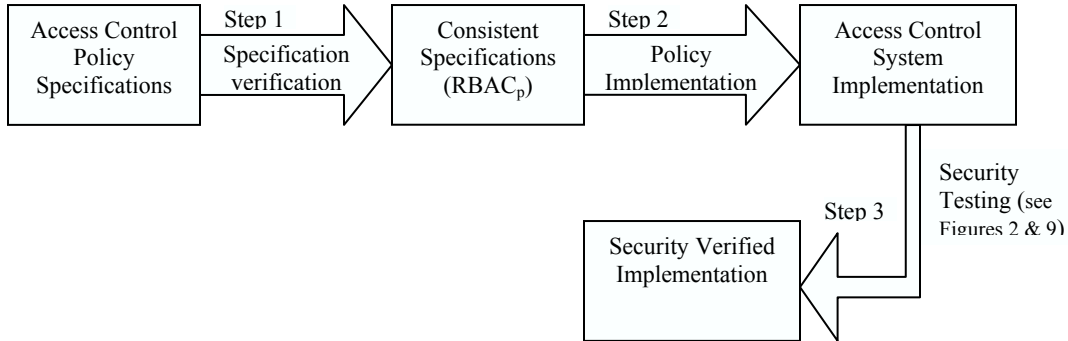 Access Control
Policy
Specifications
Step 1
Specification
verification
Consistent
Specifications
(RBACp)
Step 2
Policy
Implementation
Access Control
System
Implementation
Security
Testing (see
Figures 2 & 9)
Step 3
Security Verified
Implementation